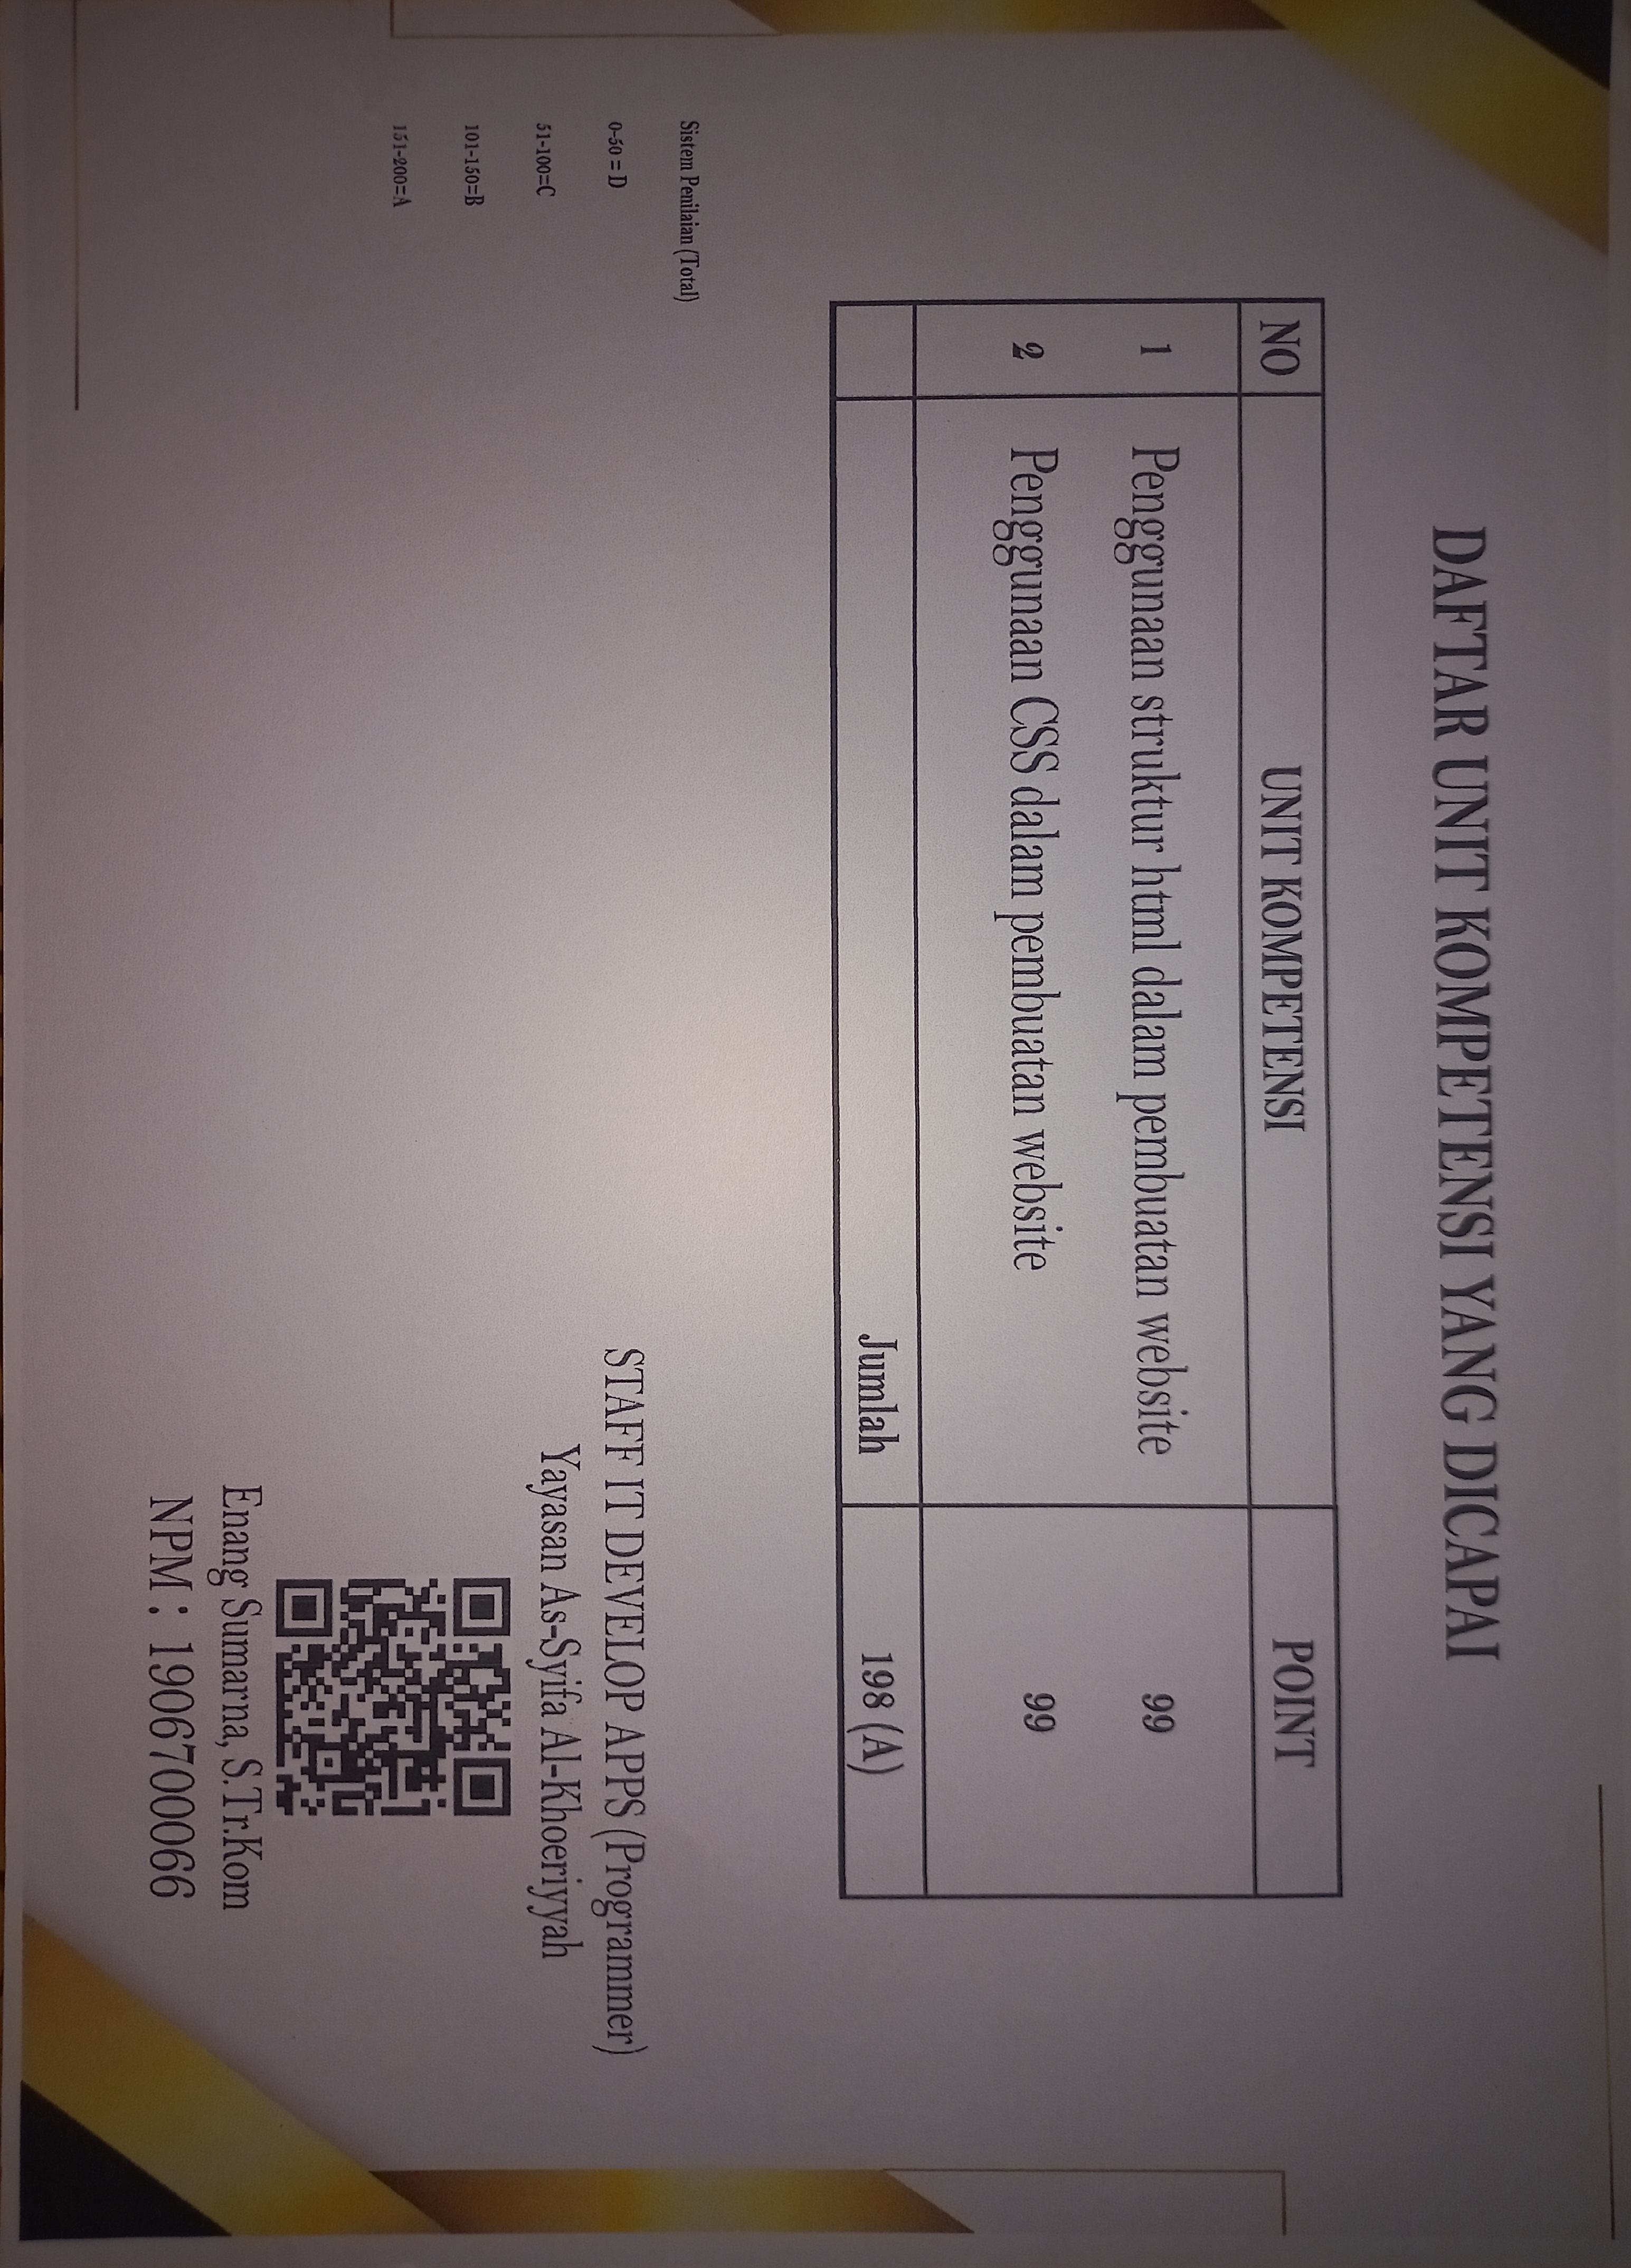 DAFTAR UNIT KOMPETENSI YANG DICAPAI
NO UNIT KOMPETENSI POINT
1 Penggunaan struktur html dalam pembuatan website 99
2 Penggunaan CSS dalam pembuatan website 99
Jumlah 198 (A)
Sistem Penilaian (Total)
0-50 = D
51-100=C
101-150=B
151-200=A
STAFF IT DEVELOP APPS (Programmer)
Yayasan As-Syifa Al-Khoeriyyah
Enang Sumarna, S.Tr.Kom
NPM : 1906700066